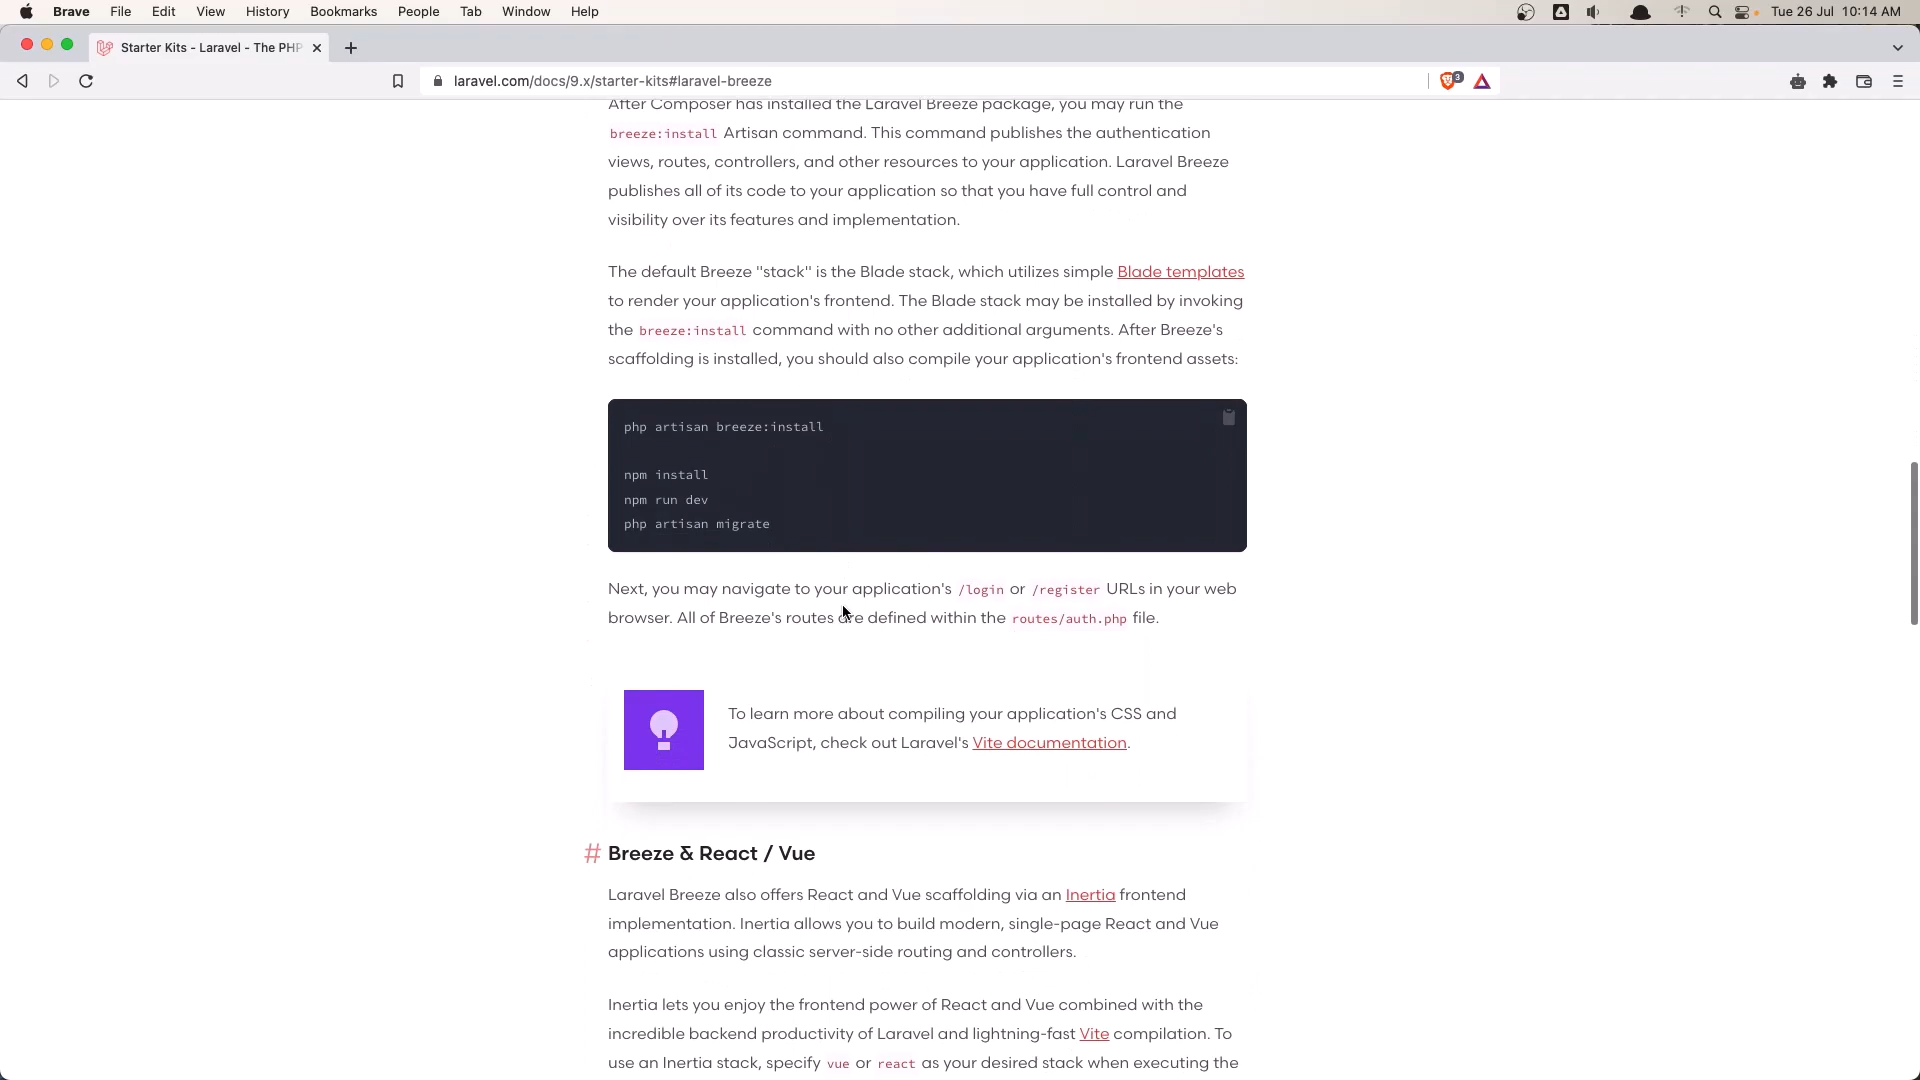 Brave File Edit View History Bookmarks People Tab Window Help Tue 26 Jul 10:14 AM
Starter Kits - Laravel - The PHP
laravel.com/docs/9.x/starter-kits#laravel-breeze 3
After Composer has installed the Laravel Breeze package, you may run the
breeze:install Artisan command. This command publishes the authentication
views, routes, controllers, and other resources to your application. Laravel Breeze
publishes all of its code to your application so that you have full control and
visibility over its features and implementation.
The default Breeze "stack" is the Blade stack, which utilizes simple Blade templates
to render your application's frontend. The Blade stack may be installed by invoking
the breeze:install command with no other additional arguments. After Breeze's
scaffolding is installed, you should also compile your application's frontend assets:
php artisan breeze:install
npm install
npm run dev
php artisan migrate
Next, you may navigate to your application's /login or /register URLs in your web
browser. All of Breeze's routes are defined within the routes/auth.php file.
To learn more about compiling your application's CSS and
JavaScript, check out Laravel's Vite documentation.
# Breeze & React / Vue
Laravel Breeze also offers React and Vue scaffolding via an Inertia frontend
implementation. Inertia allows you to build modern, single-page React and Vue
applications using classic server-side routing and controllers.
Inertia lets you enjoy the frontend power of React and Vue combined with the
incredible backend productivity of Laravel and lightning-fast Vite compilation. To
use an Inertia stack, specify vue or react as your desired stack when executing the